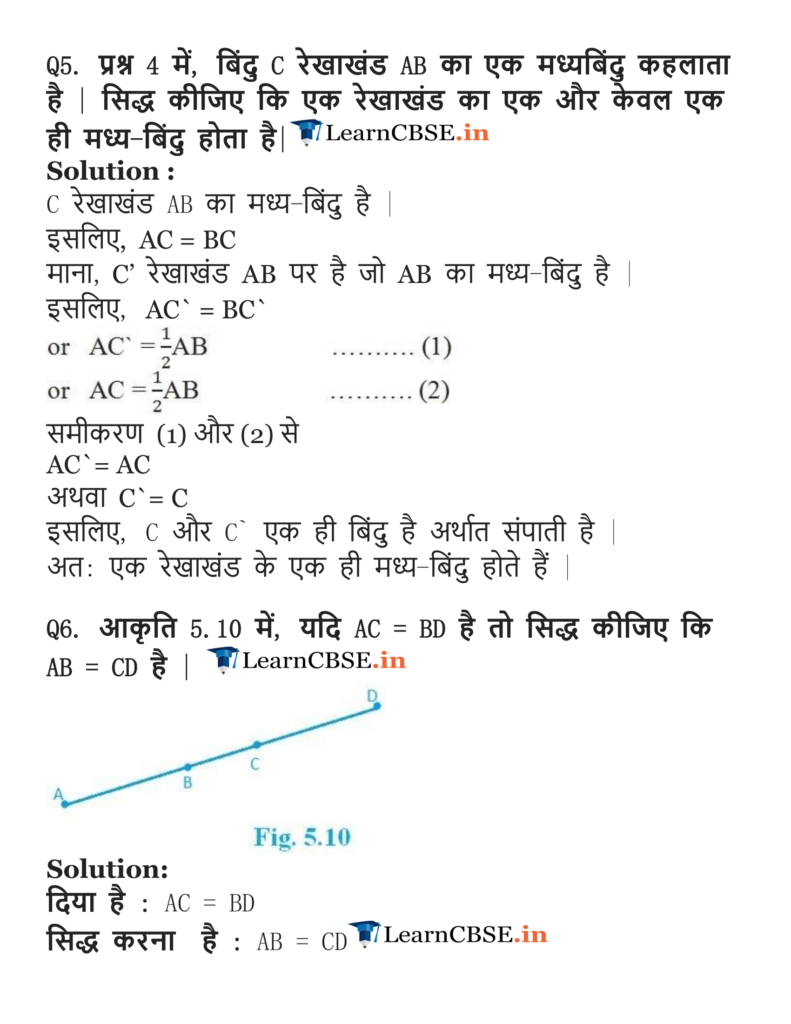 Q5. प्रश्न 4 में, बिंदु C रेखाखंड AB का एक मध्यबिंदु कहलाता
है | सिद्ध कीजिए कि एक रेखाखंड का एक और केवल एक
ही मध्य-बिंदु होता है| LearnCBSE.in
Solution :
C रेखाखंड AB का मध्य-बिंदु है |
इसलिए, AC = BC
माना, C’ रेखाखंड AB पर है जो AB का मध्य-बिंदु है |
इसलिए, AC` = BC`
or AC` = 1/2 AB .......... (1)
or AC = 1/2 AB .......... (2)
समीकरण (1) और (2) से
AC`= AC
अथवा C`= C
इसलिए, C और C` एक ही बिंदु है अर्थात संपाती है |
अत: एक रेखाखंड के एक ही मध्य-बिंदु होते हैं |
Q6. आकृति 5.10 में, यदि AC = BD है तो सिद्ध कीजिए कि
AB = CD है | LearnCBSE.in
D
C
B
A
Fig. 5.10
Solution:
दिया है : AC = BD
सिद्ध करना है : AB = CD LearnCBSE.in